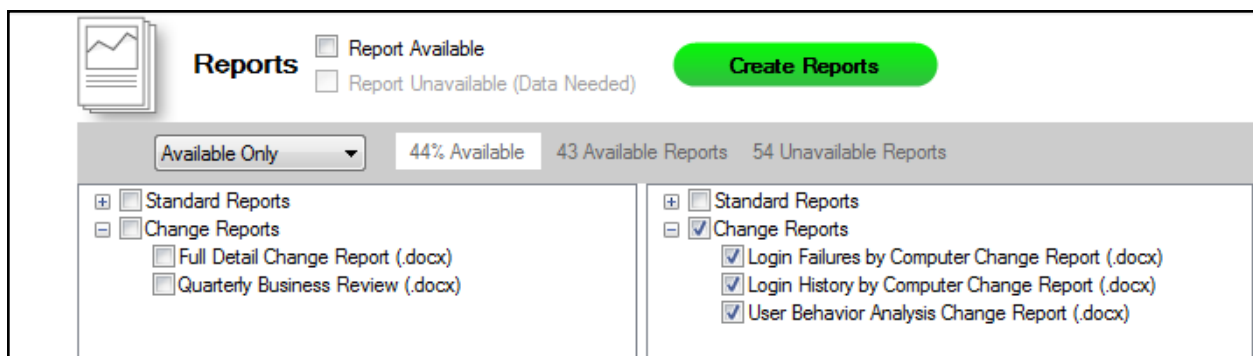 Reports
Report Available
Report Unavailable (Data Needed)
Create Reports
Available Only
44% Available
43 Available Reports
54 Unavailable Reports
Standard Reports
Change Reports
Full Detail Change Report (.docx)
Quarterly Business Review (.docx)
Standard Reports
Change Reports
Login Failures by Computer Change Report (.docx)
Login History by Computer Change Report (.docx)
User Behavior Analysis Change Report (.docx)